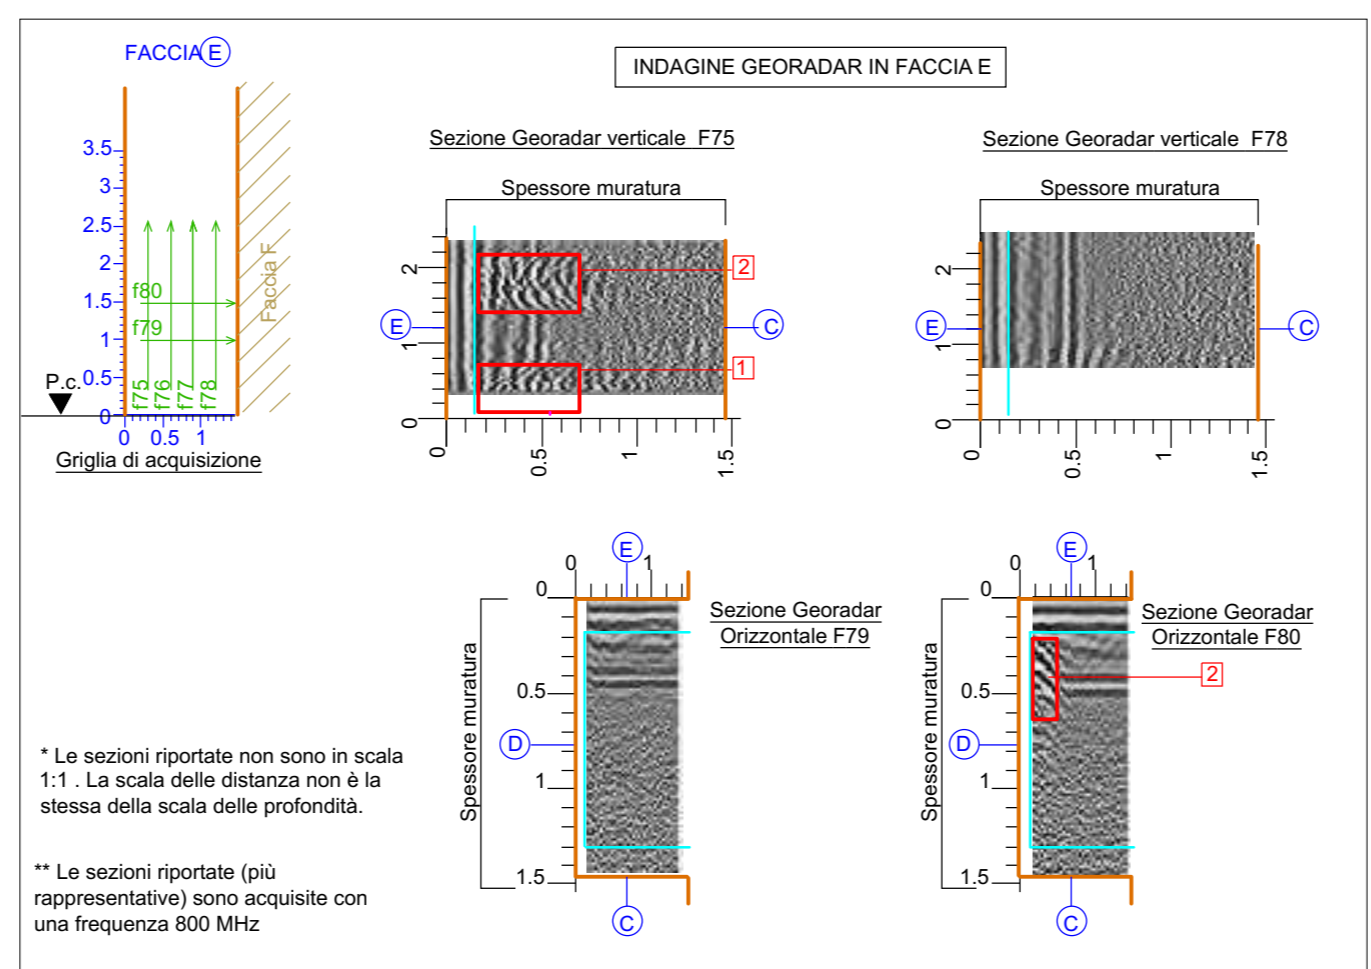 FACCIA E
INDAGINE GEORADAR IN FACCIA E
3.5
3
2.5
2
1.5
1
0.5
0
P.c.
f80
f79
f75
f76
f77
f78
Faccia F
0 0.5 1
Griglia di acquisizione
Sezione Georadar verticale F75
Spessore muratura
2
1
0
E
C
2
1
0
0.5
1
1.5
Sezione Georadar verticale F78
Spessore muratura
2
1
0
E
C
0
0.5
1
1.5
E
0 1
0
0.5
1
1.5
Spessore muratura
D
C
Sezione Georadar
Orizzontale F79
E
0 1
0
0.5
1
1.5
Spessore muratura
D
C
2
Sezione Georadar
Orizzontale F80
* Le sezioni riportate non sono in scala
1:1 . La scala delle distanza non è la
stessa della scala delle profondità.
** Le sezioni riportate (più
rappresentative) sono acquisite con
una frequenza 800 MHz